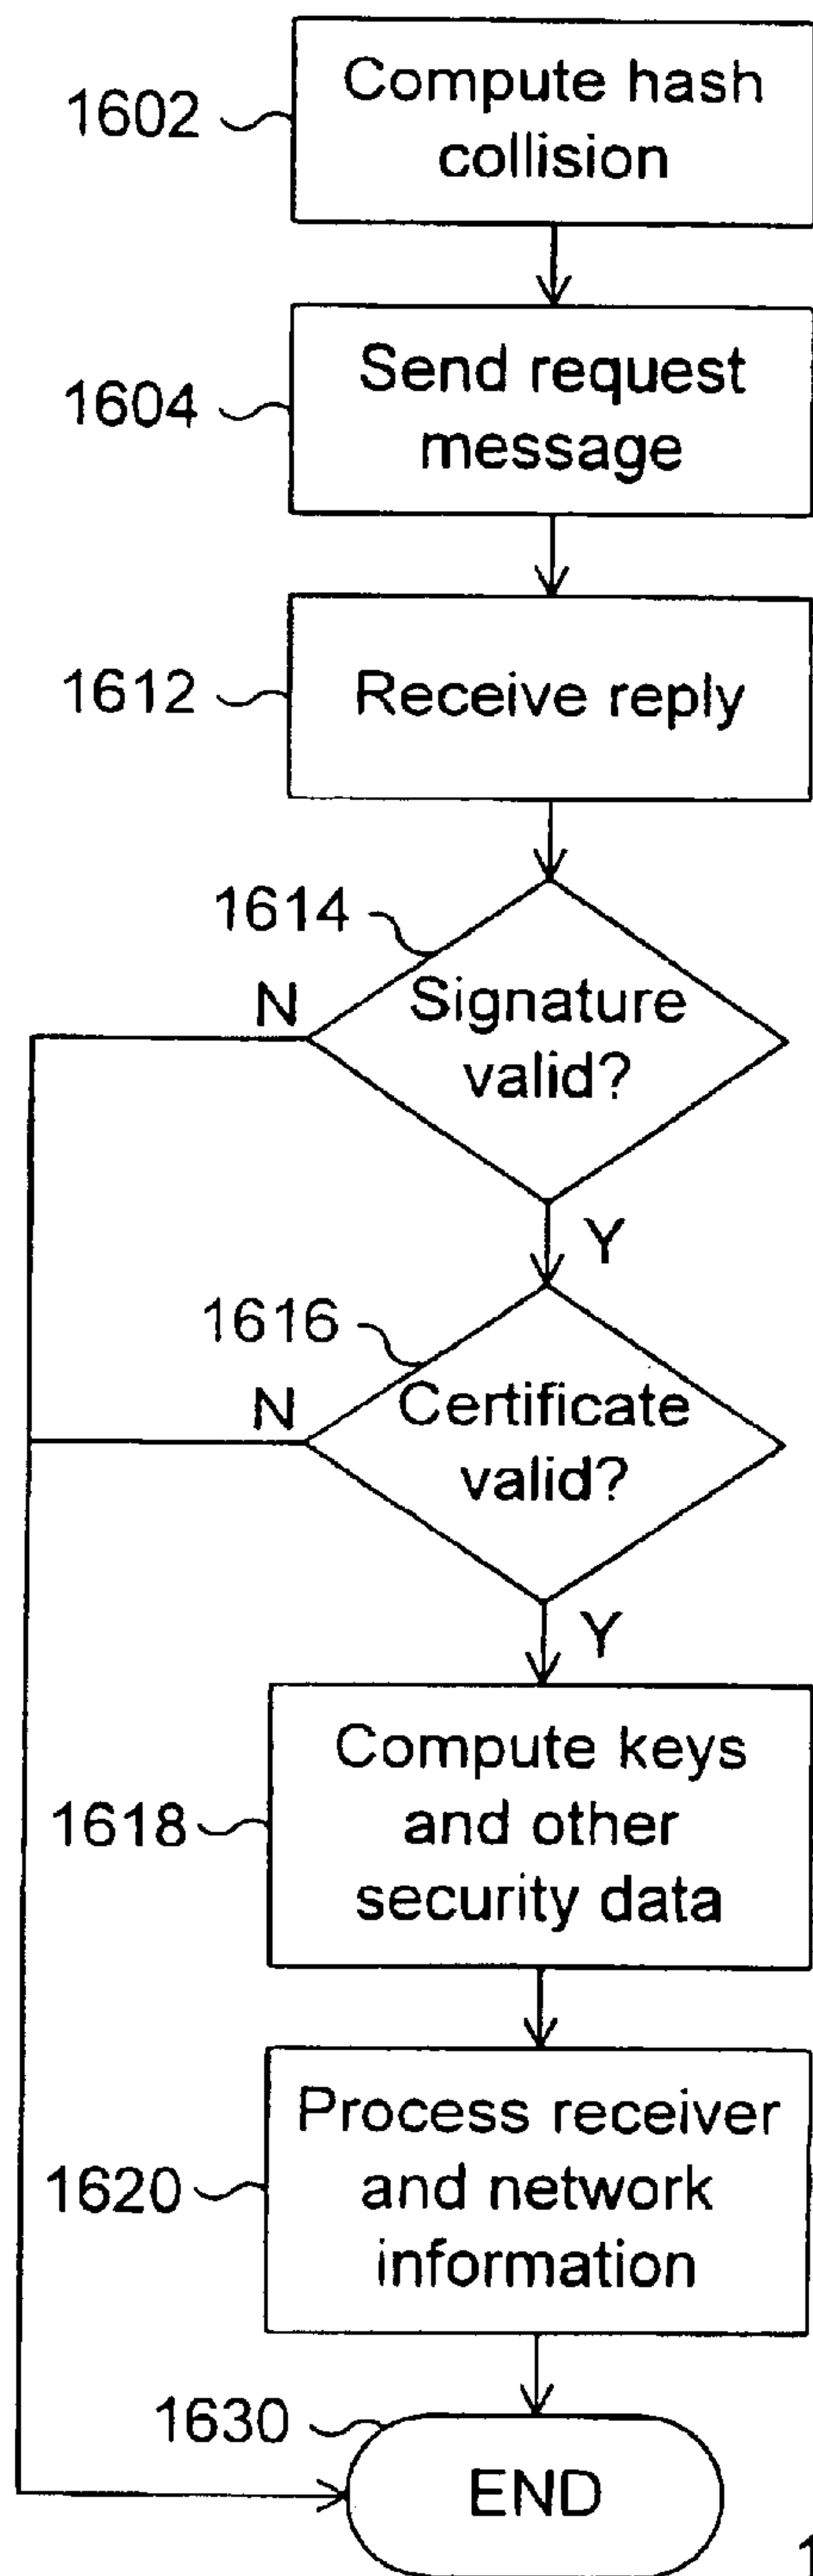 1602
Compute hash
collision
1604
Send request
message
1612
Receive reply
1614
Signature
valid?
N
Y
1616
Certificate
valid?
N
Y
1618
Compute keys
and other
security data
1620
Process receiver
and network
information
1630
END
1